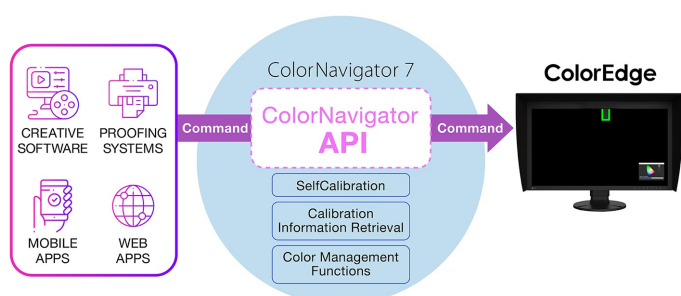 ColorNavigator 7
ColorEdge
CREATIVE
SOFTWARE
PROOFING
SYSTEMS
Command
ColorNavigator
API
Command
SelfCalibration
Calibration
Information Retrieval
Color Management
Functions
MOBILE
APPS
WEB
APPS